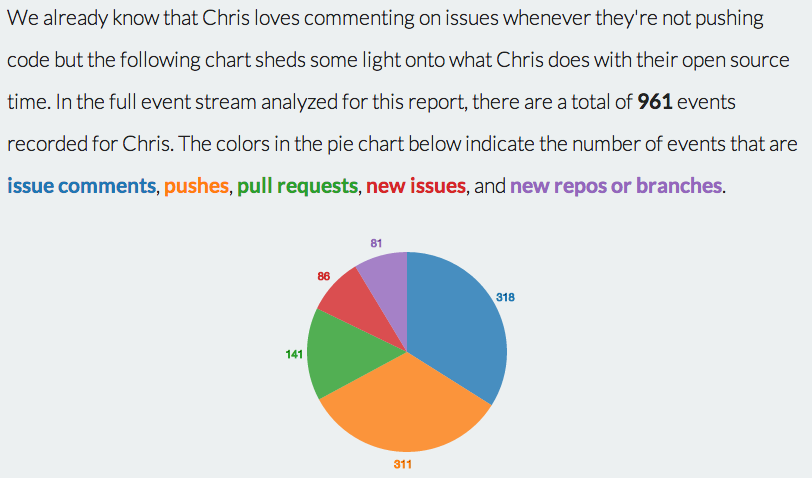 We already know that Chris loves commenting on issues whenever they're not pushing
code but the following chart sheds some light onto what Chris does with their open source
time. In the full event stream analyzed for this report, there are a total of 961 events
recorded for Chris. The colors in the pie chart below indicate the number of events that are
issue comments, pushes, pull requests, new issues, and new repos or branches.
81
86
318
141
311